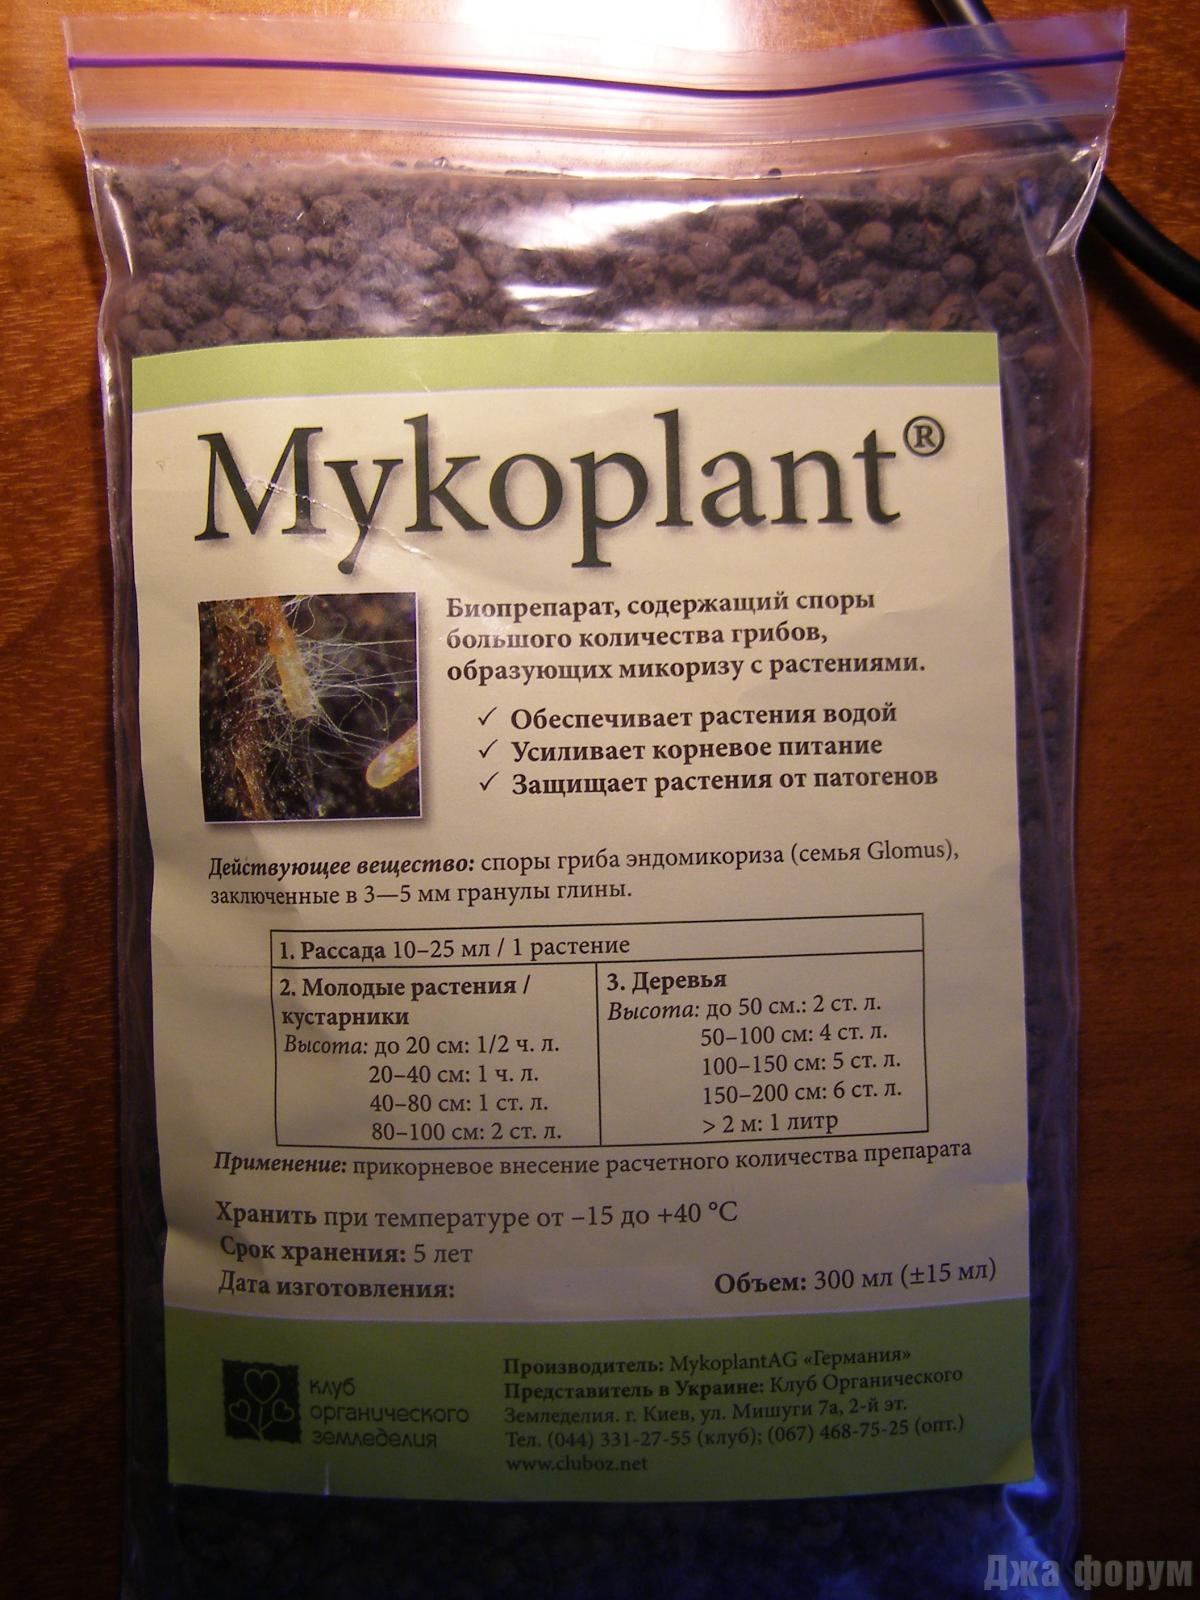 Mykoplant®
Биопрепарат, содержащий споры
большого количества грибов,
образующих микоризу с растениями.
✓ Обеспечивает растения водой
✓ Усиливает корневое питание
✓ Защищает растения от патогенов
Действующее вещество: споры гриба эндомикориза (семья Glomus),
заключенные в 3—5 мм гранулы глины.
1. Рассада 10–25 мл / 1 растение
2. Молодые растения /
кустарники
Высота: до 20 см: 1/2 ч. л.
20–40 см: 1 ч. л.
40–80 см: 1 ст. л.
80–100 см: 2 ст. л.
3. Деревья
Высота: до 50 см.: 2 ст. л.
50–100 см: 4 ст. л.
100–150 см: 5 ст. л.
150–200 см: 6 ст. л.
> 2 м: 1 литр
Применение: прикорневое внесение расчетного количества препарата
Хранить при температуре от –15 до +40 °C
Срок хранения: 5 лет
Дата изготовления:
Объем: 300 мл (±15 мл)
клуб
органического
земледелия
Производитель: MykoplantAG «Германия»
Представитель в Украине: Клуб Органического
Земледелия. г. Киев, ул. Мишуги 7а, 2-й эт.
Тел. (044) 331-27-55 (клуб); (067) 468-75-25 (опт.)
www.cluboz.net
Джа форум